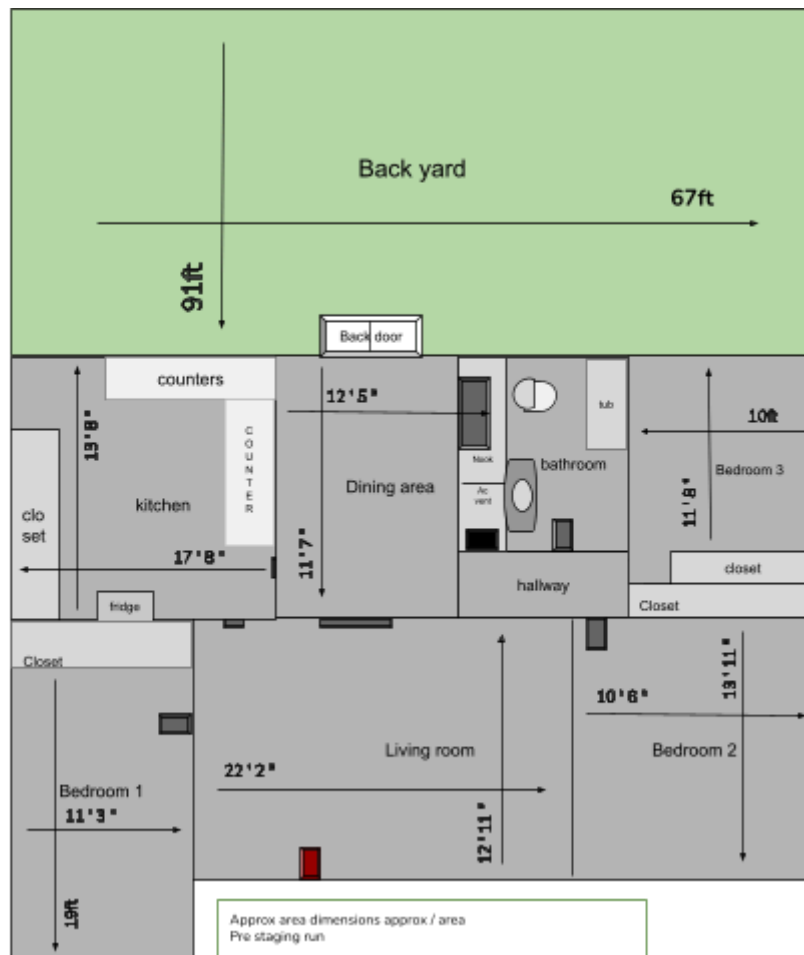 Back yard
67ft
91ft
Back door
counters
12'5"
13'8"
COUNTER
tub
10ft
Nook
bathroom
Bedroom 3
Dining area
Ac
vent
11'8"
kitchen
clo
set
17'8"
11'7"
closet
hallway
fridge
Closet
Closet
13'11"
10'6"
Living room
Bedroom 2
22'2"
Bedroom 1
11'3"
12'11"
19ft
Approx area dimensions approx / area
Pre staging run